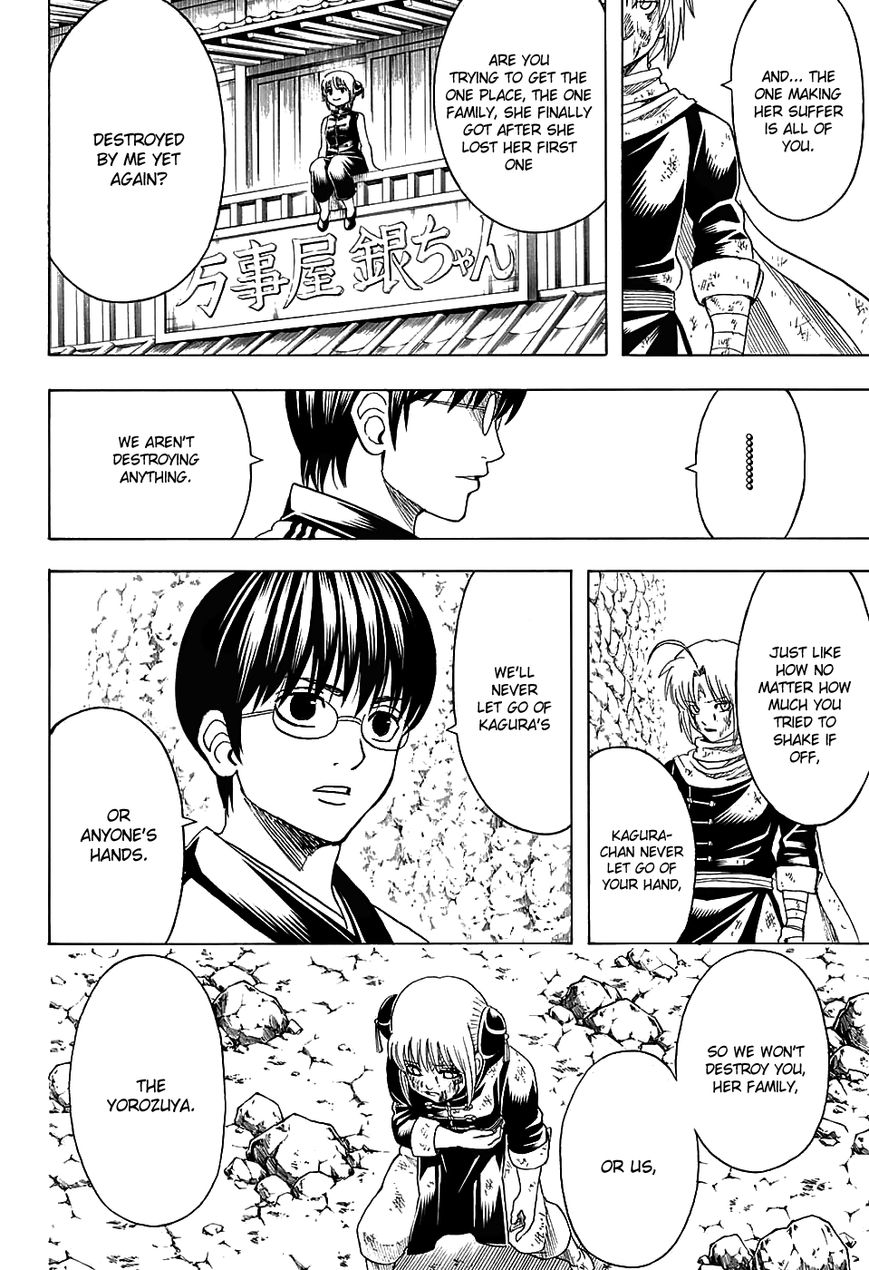 AND... THE
ONE MAKING
HER SUFFER
IS ALL OF
YOU.
ARE YOU
TRYING TO GET THE
ONE PLACE, THE ONE
FAMILY, SHE FINALLY
GOT AFTER SHE
LOST HER FIRST
ONE
DESTROYED
BY ME YET
AGAIN?
万事屋 銀ちゃん
WE AREN'T
DESTROYING
ANYTHING.
JUST LIKE
HOW NO
MATTER HOW
MUCH YOU
TRIED TO
SHAKE IF
OFF,
KAGURA-
CHAN NEVER
LET GO OF
YOUR HAND,
WE'LL
NEVER
LET GO OF
KAGURA'S
OR
ANYONE'S
HANDS.
SO WE WON'T
DESTROY YOU,
HER FAMILY,
OR US,
THE
YOROZUYA.